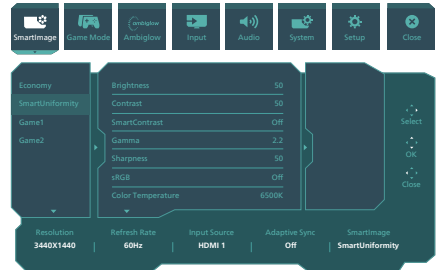 SmartImage Game Mode Ambiglow Input Audio System Setup Close
ambiglow
Economy
SmartUniformity
Game1
Game2
Brightness 50
Contrast 50
SmartContrast Off
Gamma 2.2
Sharpness 50
sRGB Off
Color Temperature 6500K
Select
OK
Close
Resolution Refresh Rate Input Source Adaptive Sync SmartImage
3440X1440 60Hz HDMI 1 Off SmartUniformity